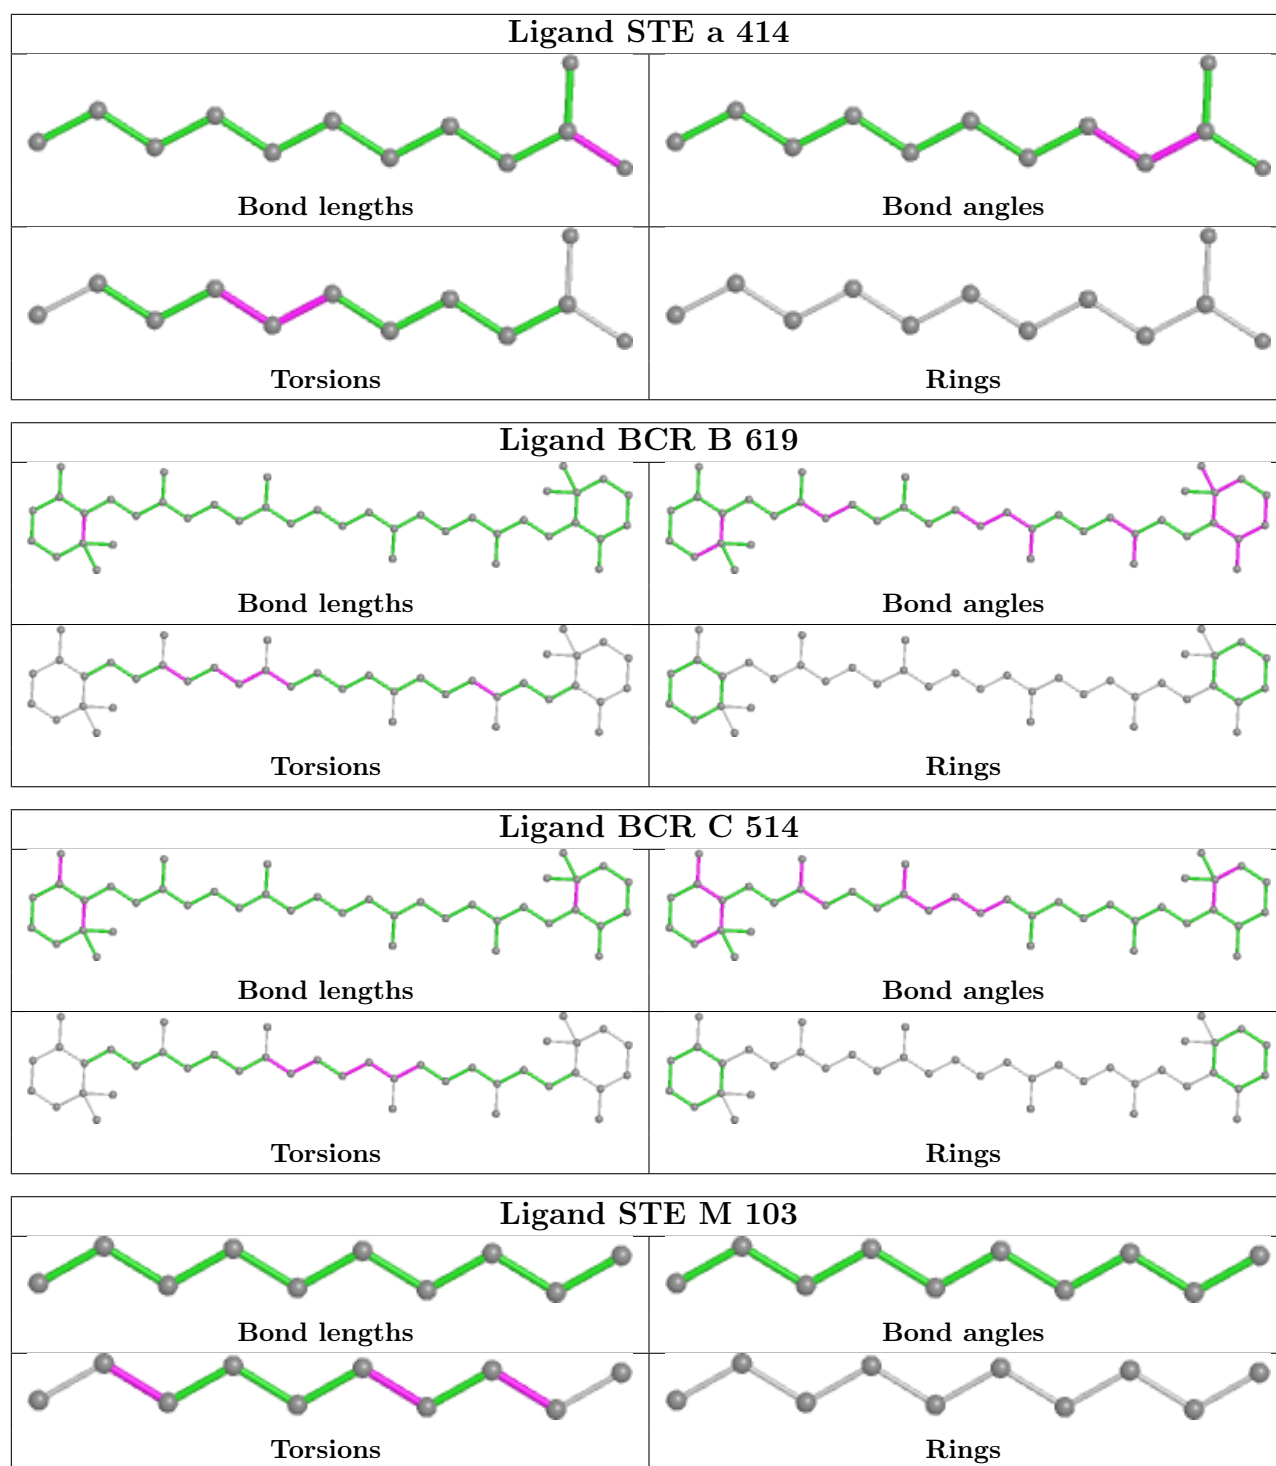 Ligand STE a 414
Bond lengths Bond angles
Torsions Rings
Ligand BCR B 619
Bond lengths Bond angles
Torsions Rings
Ligand BCR C 514
Bond lengths Bond angles
Torsions Rings
Ligand STE M 103
Bond lengths Bond angles
Torsions Rings